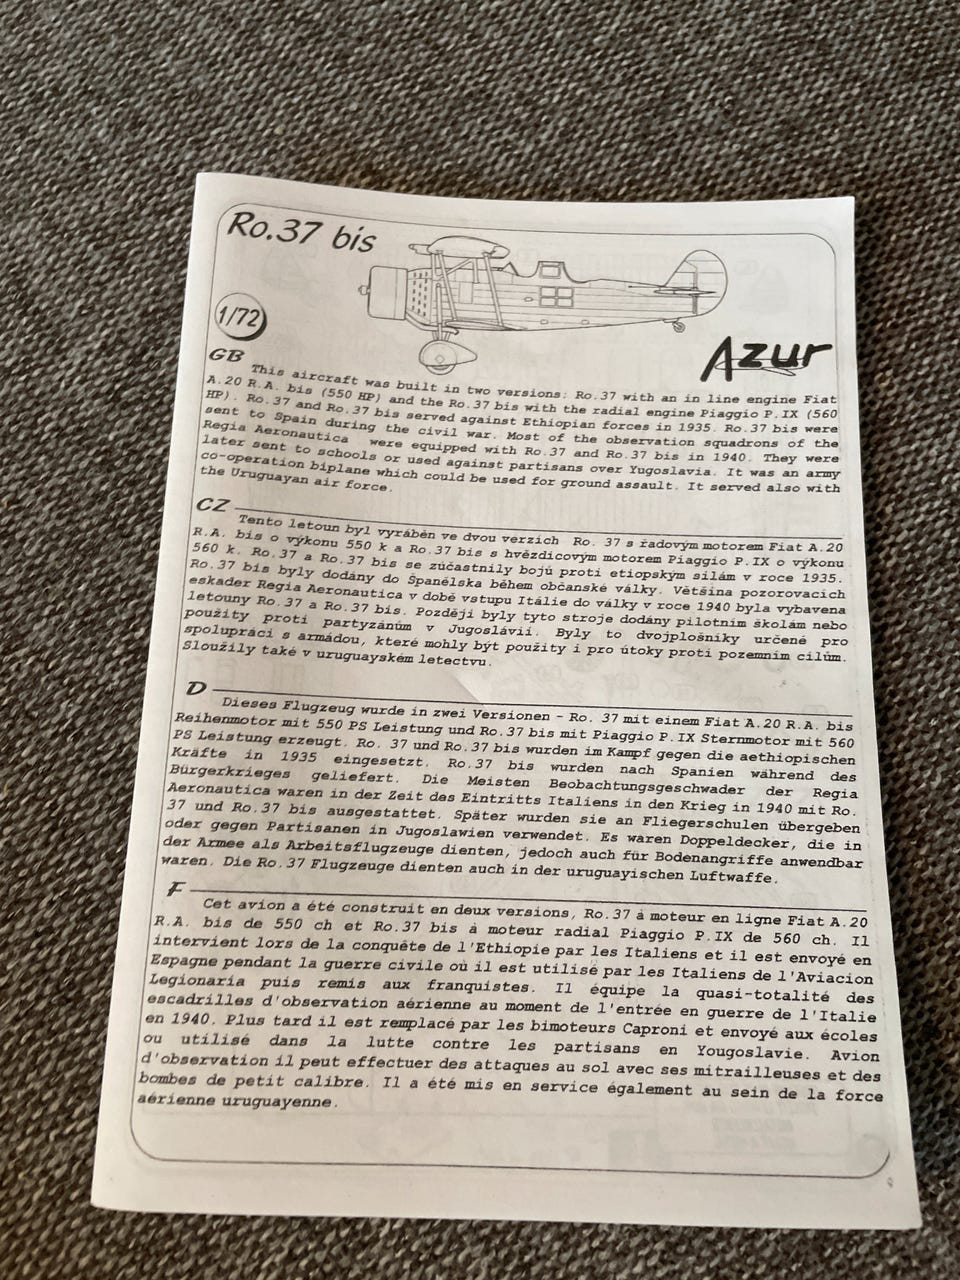 Ro.37 bis
1/72
Azur
GB
This aircraft was built in two versions: Ro.37 with an in line engine Fiat
A.20 R.A. bis (550 HP) and the Ro.37 bis with the radial engine Piaggio P.IX (560
HP). Ro.37 and Ro.37 bis served against Ethiopian forces in 1935. Ro.37 bis were
sent to Spain during the civil war. Most of the observation squadrons of the
Regia Aeronautica were equipped with Ro.37 and Ro.37 bis in 1940. They were
later sent to schools or used against partisans over Yugoslavia. It was an army
co-operation biplane which could be used for ground assault. It served also with
the Uruguayan air force.
CZ
Tento letoun byl vyráběn ve dvou verzích Ro. 37 s řadovým motorem Fiat A.20
R.A. bis o výkonu 550 k a Ro.37 bis s hvězdicovým motorem Piaggio P.IX o výkonu
560 k. Ro.37 a Ro.37 bis se zúčastnily bojů proti etiopským silám v roce 1935.
Ro.37 bis byly dodány do Španělska během občanské války. Většina pozorovacích
eskader Regia Aeronautica v době vstupu Itálie do války v roce 1940 byla vybavena
letouny Ro.37 a Ro.37 bis. Později byly tyto stroje dodány pilotním školám nebo
použity proti partyzánům v Jugoslávii. Byly to dvojplošníky určené pro
spolupráci s armádou, které mohly být použity i pro útoky proti pozemním cílům.
Sloužily také v uruguayském letectvu.
D
Dieses Flugzeug wurde in zwei Versionen - Ro. 37 mit einem Fiat A.20 R.A. bis
Reihenmotor mit 550 PS Leistung und Ro.37 bis mit Piaggio P.IX Sternmotor mit 560
PS Leistung erzeugt. Ro. 37 und Ro.37 bis wurden im Kampf gegen die aethiopischen
Kräfte in 1935 eingesetzt. Ro.37 bis wurden nach Spanien während des
Bürgerkrieges geliefert. Die Meisten Beobachtungsgeschwader der Regia
Aeronautica waren in der Zeit des Eintritts Italiens in den Krieg in 1940 mit Ro.
37 und Ro.37 bis ausgestattet. Später wurden sie an Fliegerschulen übergeben
oder gegen Partisanen in Jugoslawien verwendet. Es waren Doppeldecker, die in
der Armee als Arbeitsflugzeuge dienten, jedoch auch für Bodenangriffe anwendbar
waren. Die Ro.37 Flugzeuge dienten auch in der uruguayischen Luftwaffe.
F
Cet avion a été construit en deux versions, Ro.37 à moteur en ligne Fiat A.20
R.A. bis de 550 ch et Ro.37 bis à moteur radial Piaggio P.IX de 560 ch. Il
intervient lors de la conquête de l'Ethiopie par les Italiens et il est envoyé en
Espagne pendant la guerre civile où il est utilisé par les Italiens de l'Aviacion
Legionaria puis remis aux franquistes. Il équipe la quasi-totalité des
escadrilles d'observation aérienne au moment de l'entrée en guerre de l'Italie
en 1940. Plus tard il est remplacé par les bimoteurs Caproni et envoyé aux écoles
ou utilisé dans la lutte contre les partisans en Yougoslavie. Avion
d'observation il peut effectuer des attaques au sol avec ses mitrailleuses et des
bombes de petit calibre. Il a été mis en service également au sein de la force
aérienne uruguayenne.